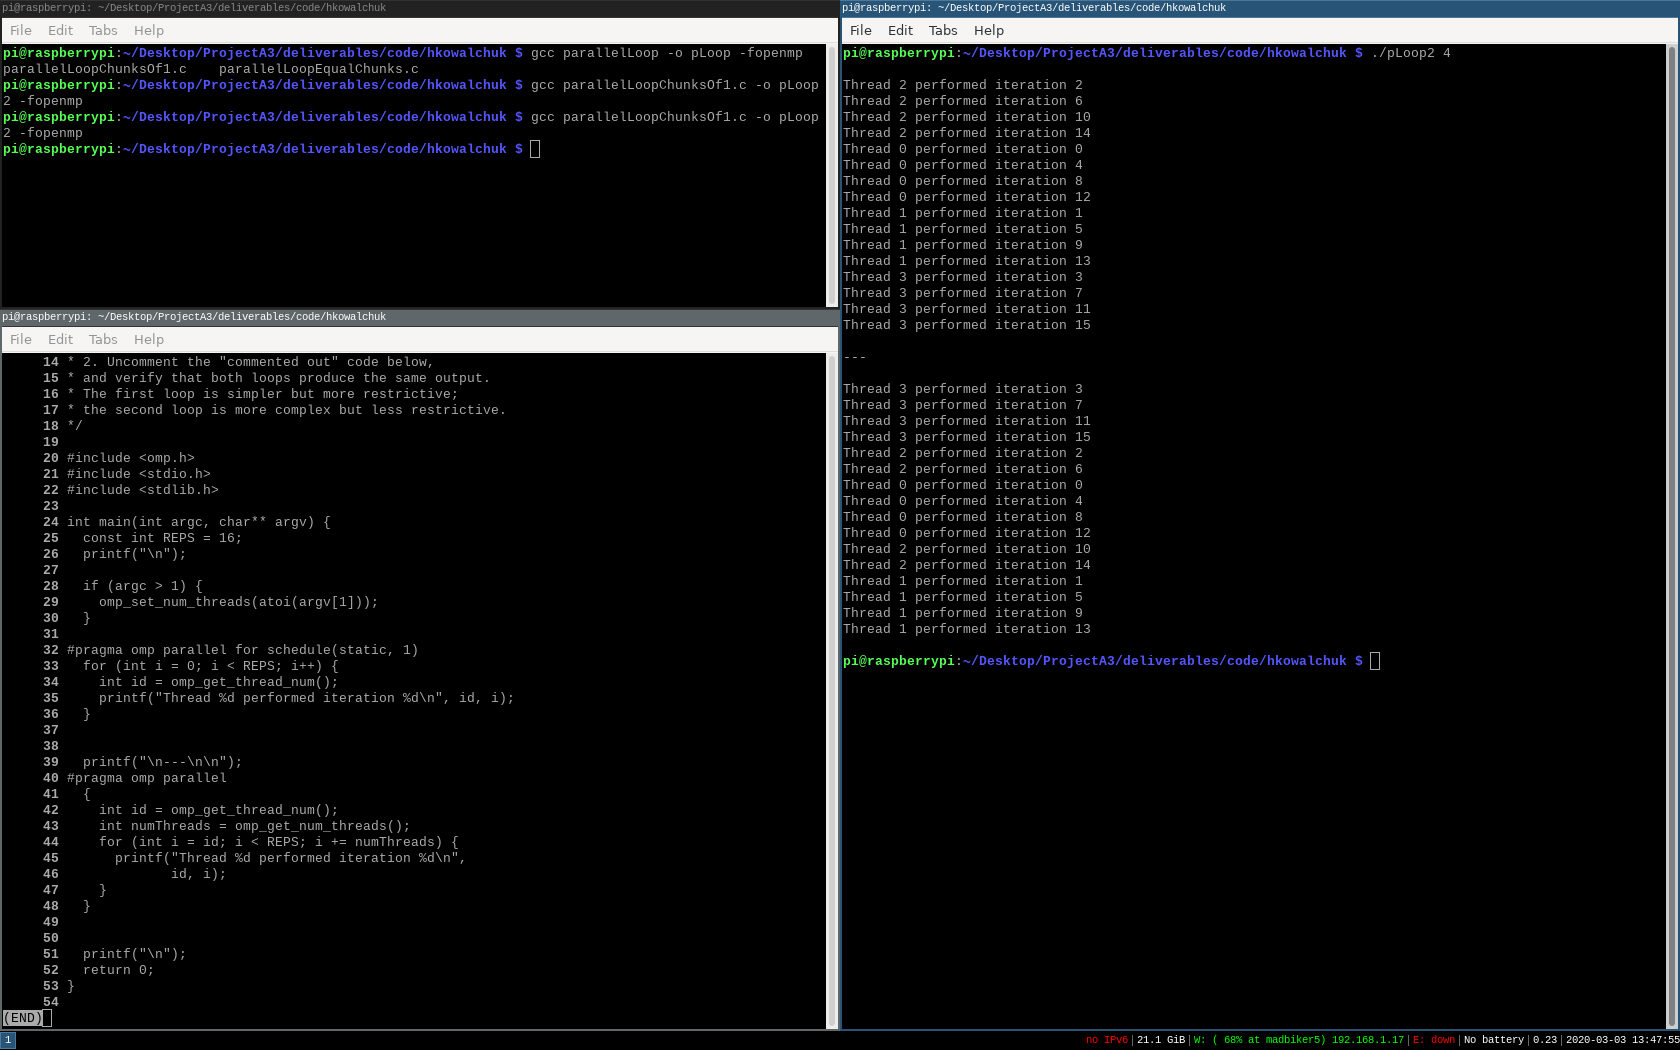 pi@raspberrypi: ~/Desktop/ProjectA3/deliverables/code/hkowalchuk
File Edit Tabs Help
pi@raspberrypi:~/Desktop/ProjectA3/deliverables/code/hkowalchuk $ gcc parallelLoop -o pLoop -fopenmp
parallelLoopChunksOf1.c    parallelLoopEqualChunks.c
pi@raspberrypi:~/Desktop/ProjectA3/deliverables/code/hkowalchuk $ gcc parallelLoopChunksOf1.c -o pLoop
2 -fopenmp
pi@raspberrypi:~/Desktop/ProjectA3/deliverables/code/hkowalchuk $ gcc parallelLoopChunksOf1.c -o pLoop
2 -fopenmp
pi@raspberrypi:~/Desktop/ProjectA3/deliverables/code/hkowalchuk $
pi@raspberrypi: ~/Desktop/ProjectA3/deliverables/code/hkowalchuk
File Edit Tabs Help
14 * 2. Uncomment the "commented out" code below,
15 * and verify that both loops produce the same output.
16 * The first loop is simpler but more restrictive;
17 * the second loop is more complex but less restrictive.
18 */
19
20 #include <omp.h>
21 #include <stdio.h>
22 #include <stdlib.h>
23
24 int main(int argc, char** argv) {
25   const int REPS = 16;
26   printf("\n");
27
28   if (argc > 1) {
29     omp_set_num_threads(atoi(argv[1]));
30   }
31
32 #pragma omp parallel for schedule(static, 1)
33   for (int i = 0; i < REPS; i++) {
34     int id = omp_get_thread_num();
35     printf("Thread %d performed iteration %d\n", id, i);
36   }
37
38
39   printf("\n---\n\n");
40 #pragma omp parallel
41   {
42     int id = omp_get_thread_num();
43     int numThreads = omp_get_num_threads();
44     for (int i = id; i < REPS; i += numThreads) {
45       printf("Thread %d performed iteration %d\n",
46              id, i);
47     }
48   }
49
50
51   printf("\n");
52   return 0;
53 }
54
(END)
pi@raspberrypi: ~/Desktop/ProjectA3/deliverables/code/hkowalchuk
File Edit Tabs Help
pi@raspberrypi:~/Desktop/ProjectA3/deliverables/code/hkowalchuk $ ./pLoop2 4
Thread 2 performed iteration 2
Thread 2 performed iteration 6
Thread 2 performed iteration 10
Thread 2 performed iteration 14
Thread 0 performed iteration 0
Thread 0 performed iteration 4
Thread 0 performed iteration 8
Thread 0 performed iteration 12
Thread 1 performed iteration 1
Thread 1 performed iteration 5
Thread 1 performed iteration 9
Thread 1 performed iteration 13
Thread 3 performed iteration 3
Thread 3 performed iteration 7
Thread 3 performed iteration 11
Thread 3 performed iteration 15
---
Thread 3 performed iteration 3
Thread 3 performed iteration 7
Thread 3 performed iteration 11
Thread 3 performed iteration 15
Thread 2 performed iteration 2
Thread 2 performed iteration 6
Thread 0 performed iteration 0
Thread 0 performed iteration 4
Thread 0 performed iteration 8
Thread 0 performed iteration 12
Thread 2 performed iteration 10
Thread 2 performed iteration 14
Thread 1 performed iteration 1
Thread 1 performed iteration 5
Thread 1 performed iteration 9
Thread 1 performed iteration 13
pi@raspberrypi:~/Desktop/ProjectA3/deliverables/code/hkowalchuk $
1
no IPv6|21.1 GiB|W: ( 68% at madbiker5) 192.168.1.17|E: down|No battery|0.23|2020-03-03 13:47:55